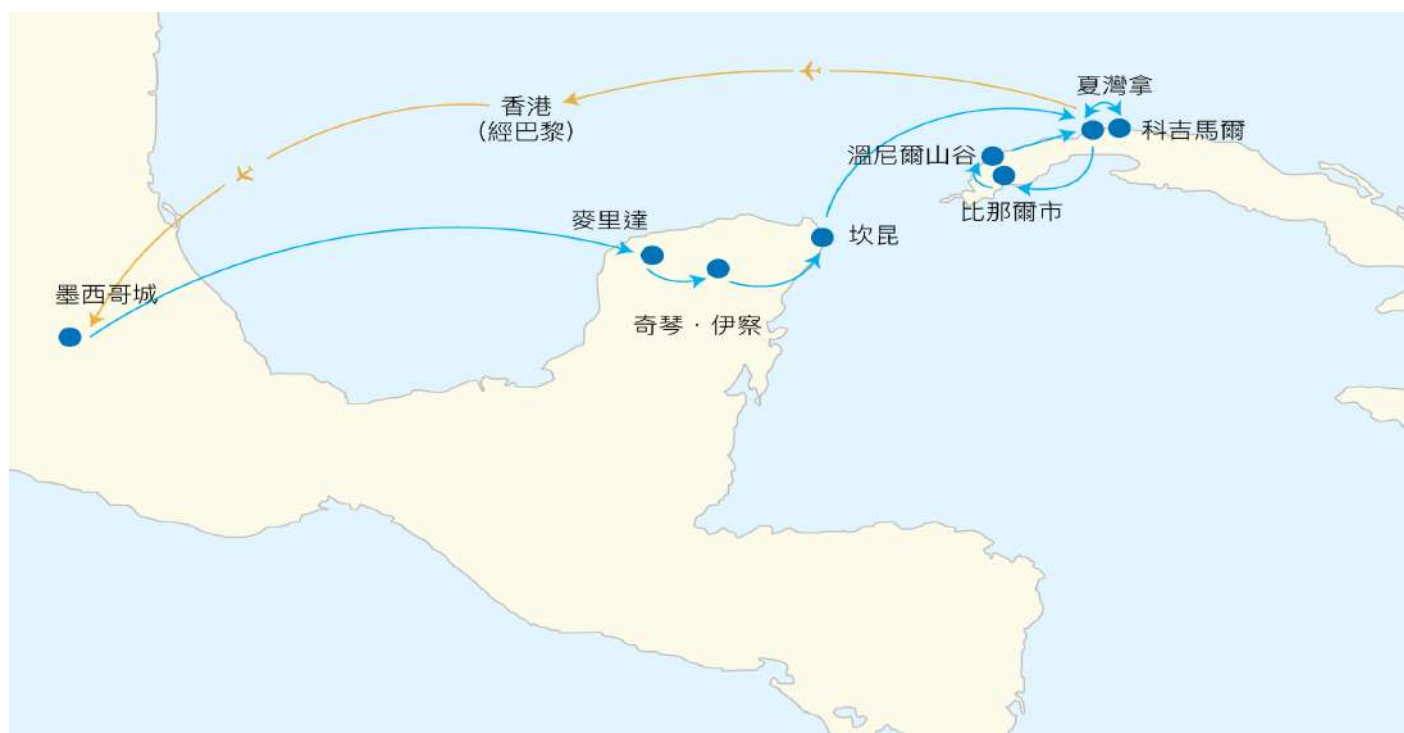 夏灣拿
香港
(經巴黎)
科吉馬爾
溫尼爾山谷
比那爾市
麥里達
坎昆
墨西哥城
奇琴·伊察